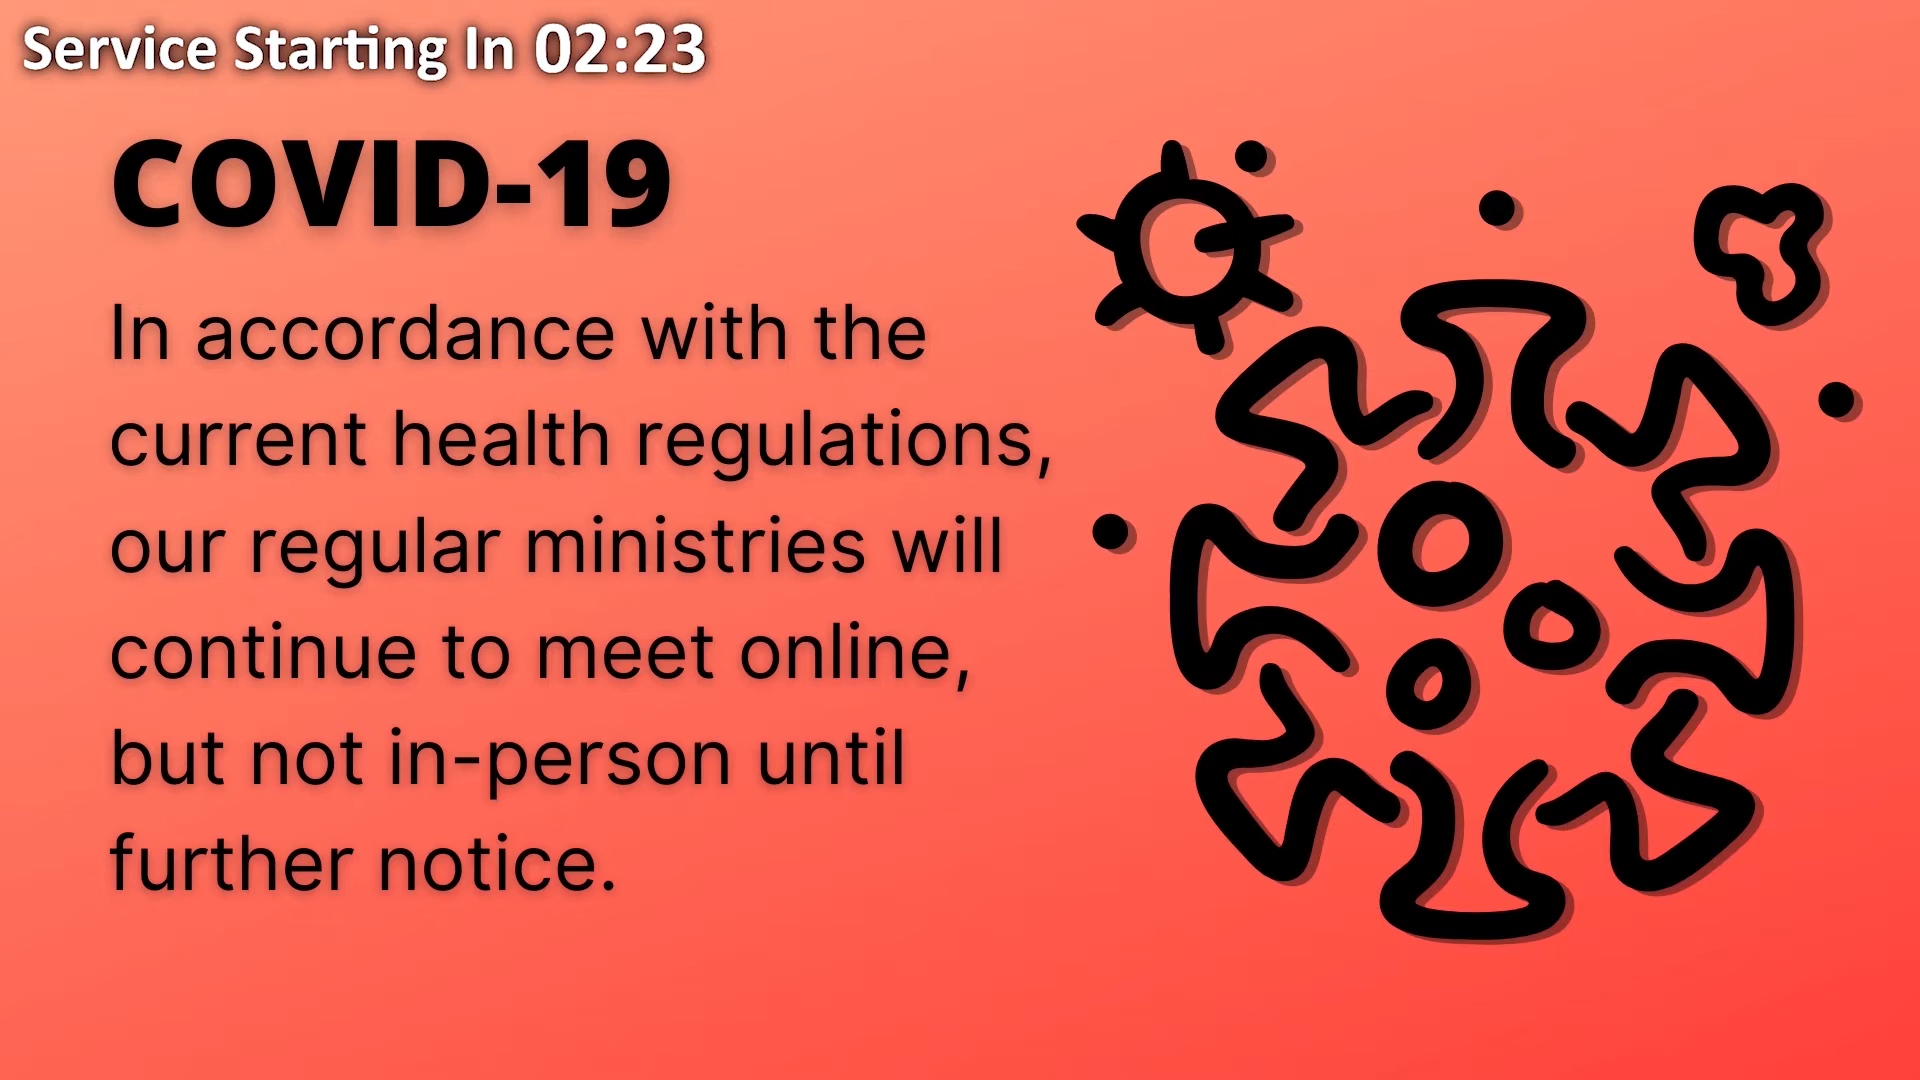 Service Starting In 02:23
COVID-19
In accordance with the
current health regulations,
our regular ministries will
continue to meet online,
but not in-person until
further notice.